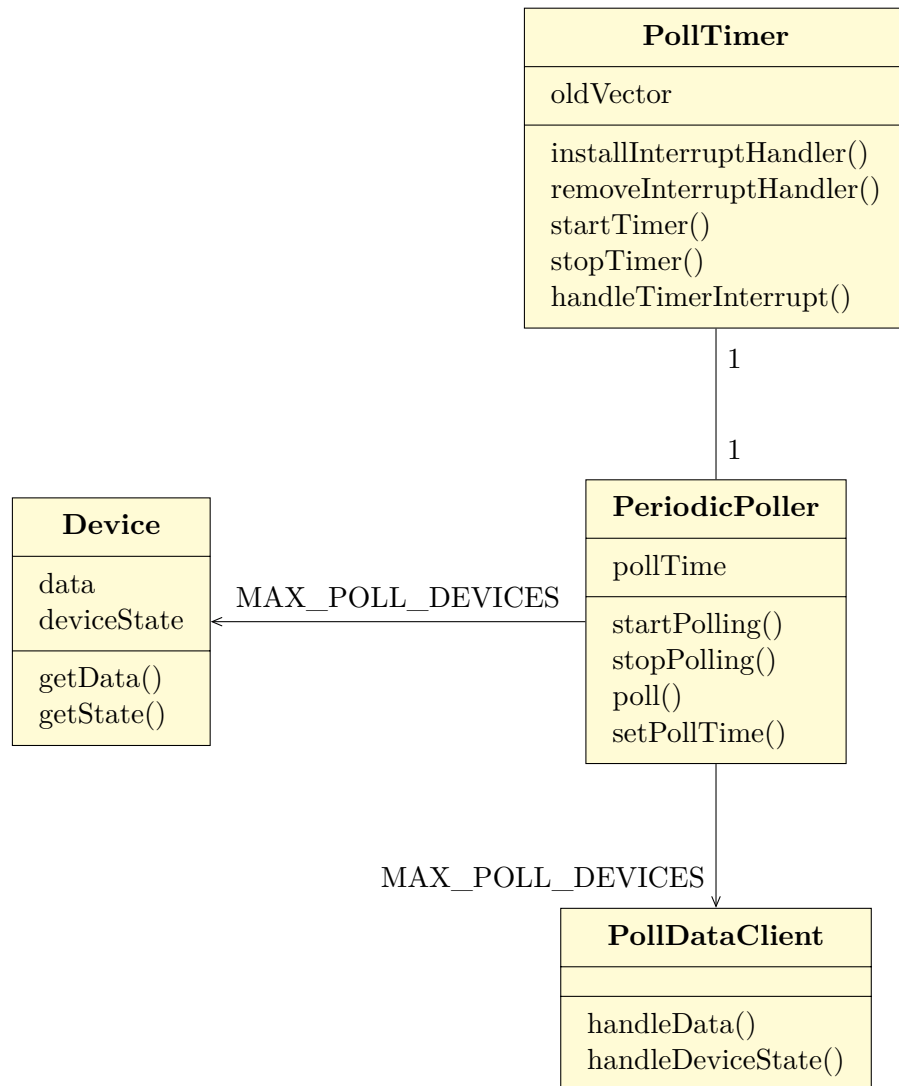 PollTimer
oldVector
installInterruptHandler()
removeInterruptHandler()
startTimer()
stopTimer()
handleTimerInterrupt()
1
1
Device
data
deviceState
getData()
getState()
MAX_POLL_DEVICES
PeriodicPoller
pollTime
startPolling()
stopPolling()
poll()
setPollTime()
MAX_POLL_DEVICES
PollDataClient
handleData()
handleDeviceState()